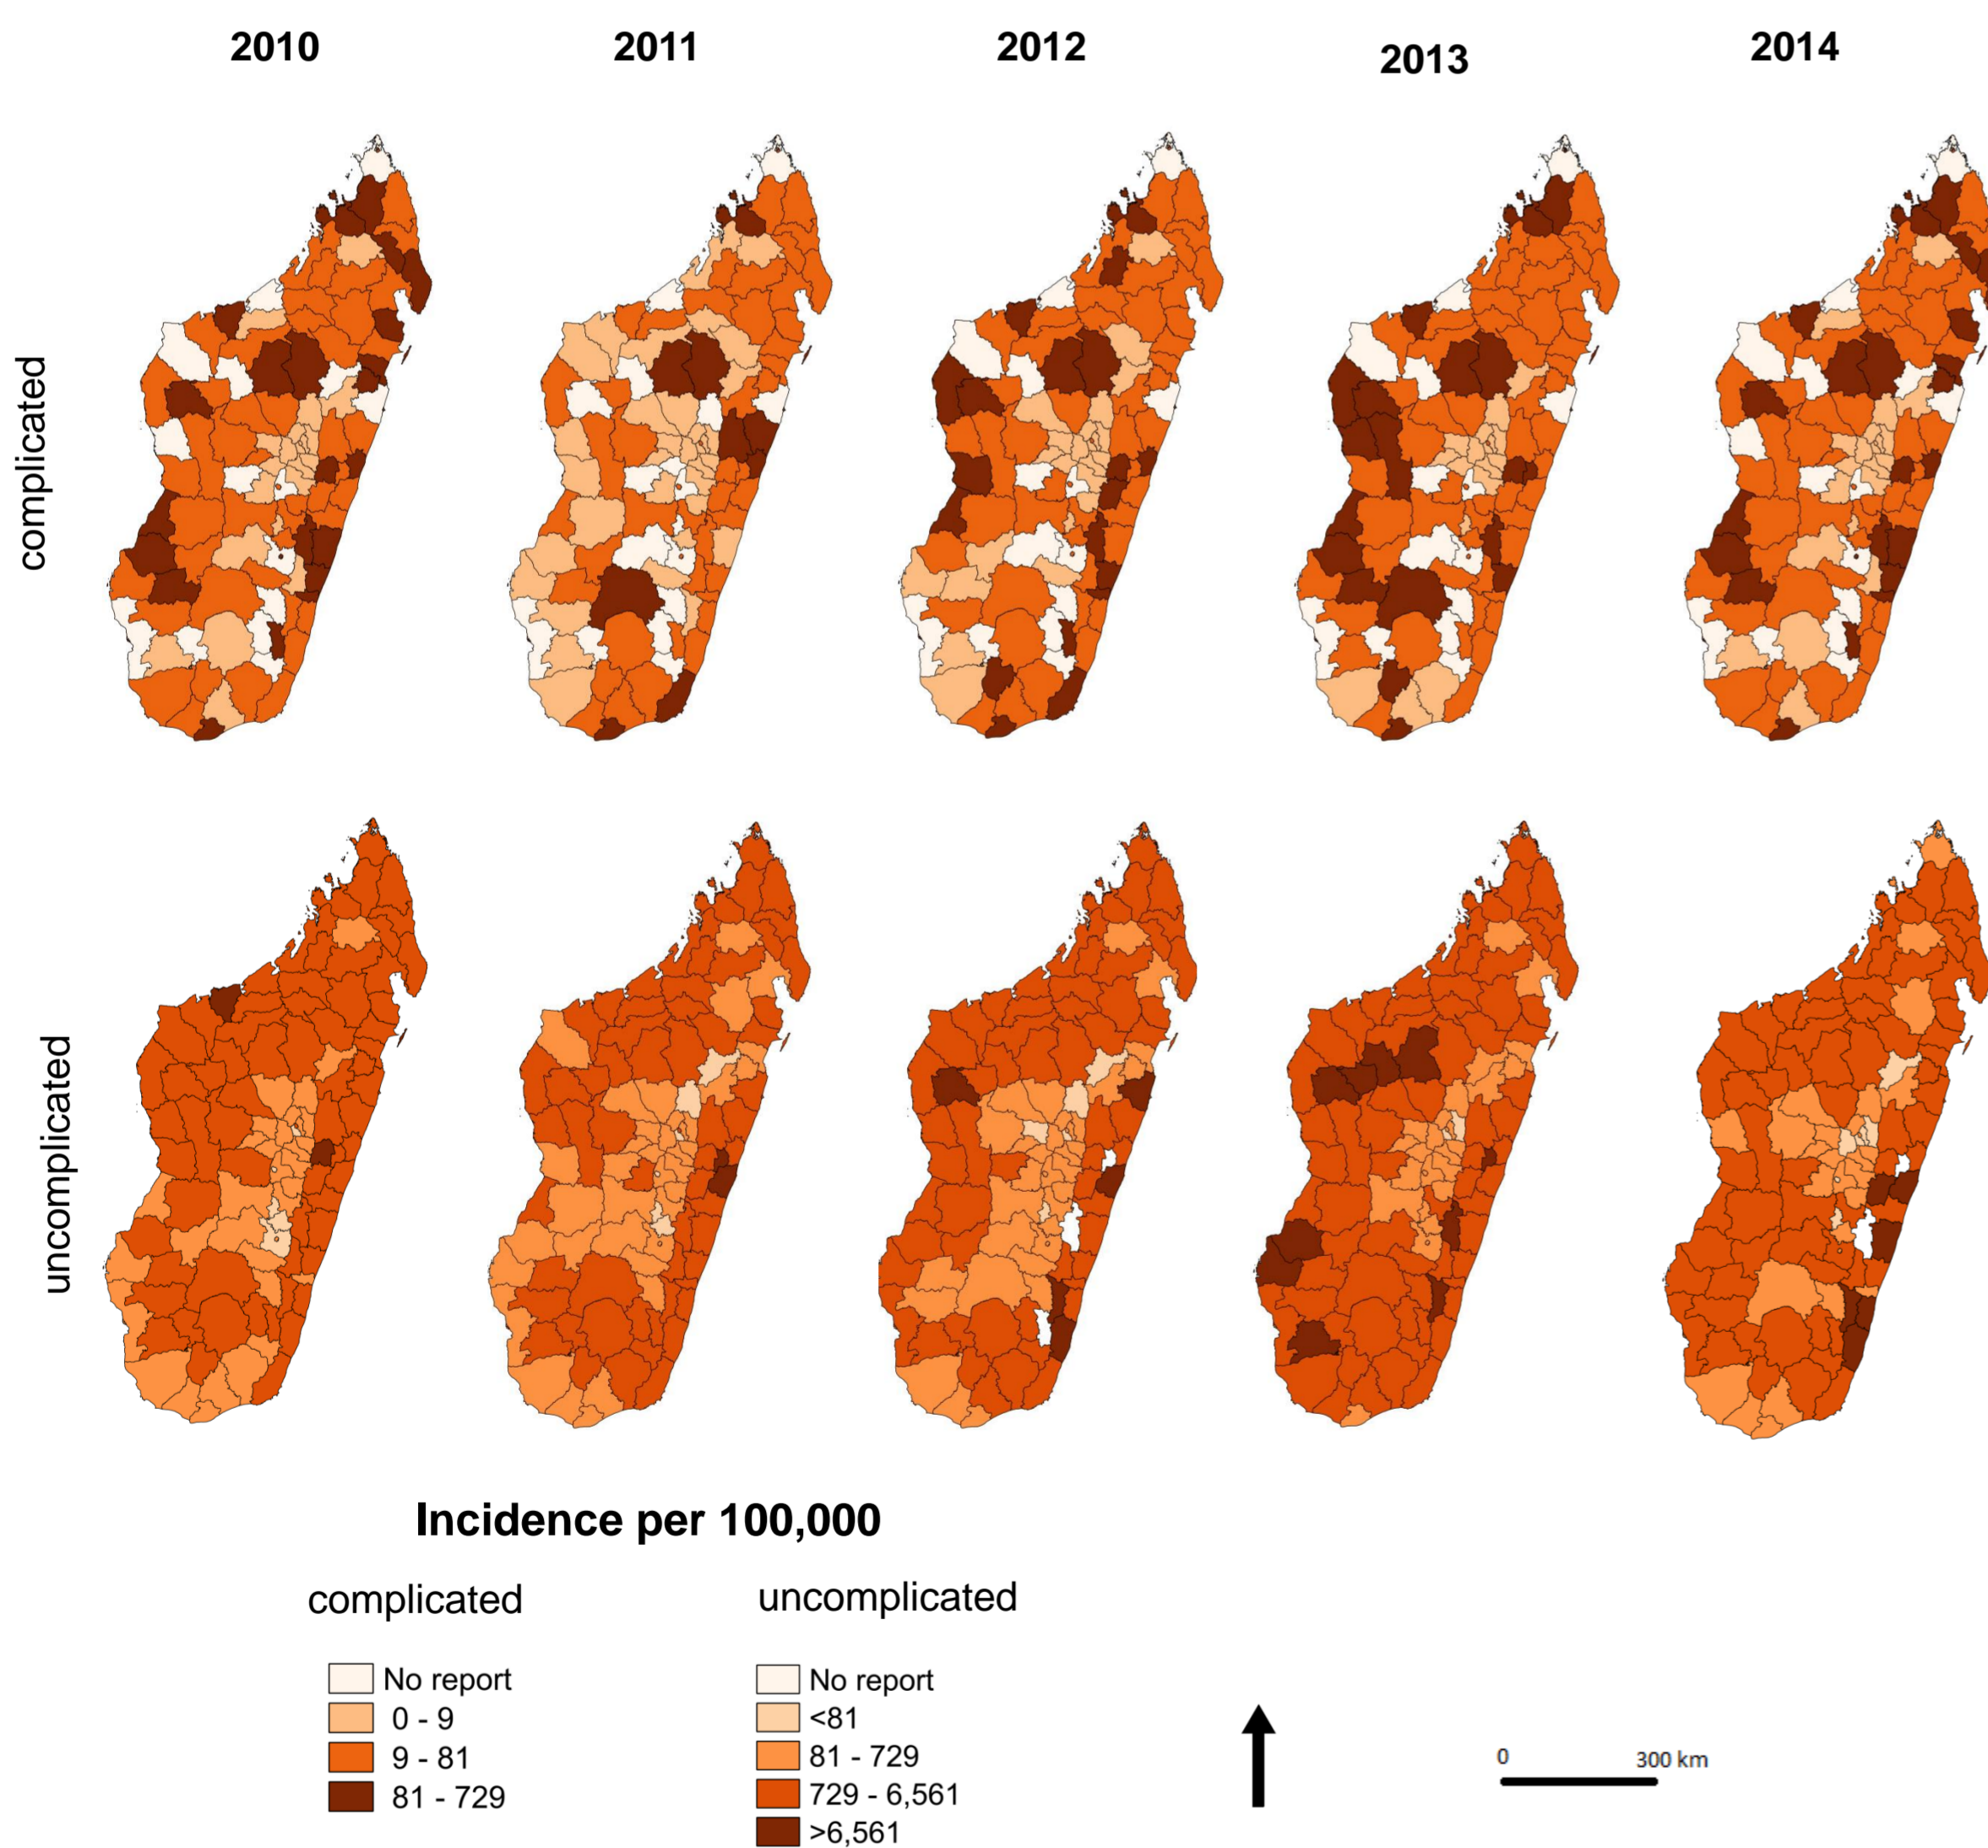 2010 2011 2012 2013 2014
complicated
uncomplicated
Incidence per 100,000
complicated
No report
0 - 9
9 - 81
81 - 729
uncomplicated
No report
<81
81 - 729
729 - 6,561
>6,561
0 300 km